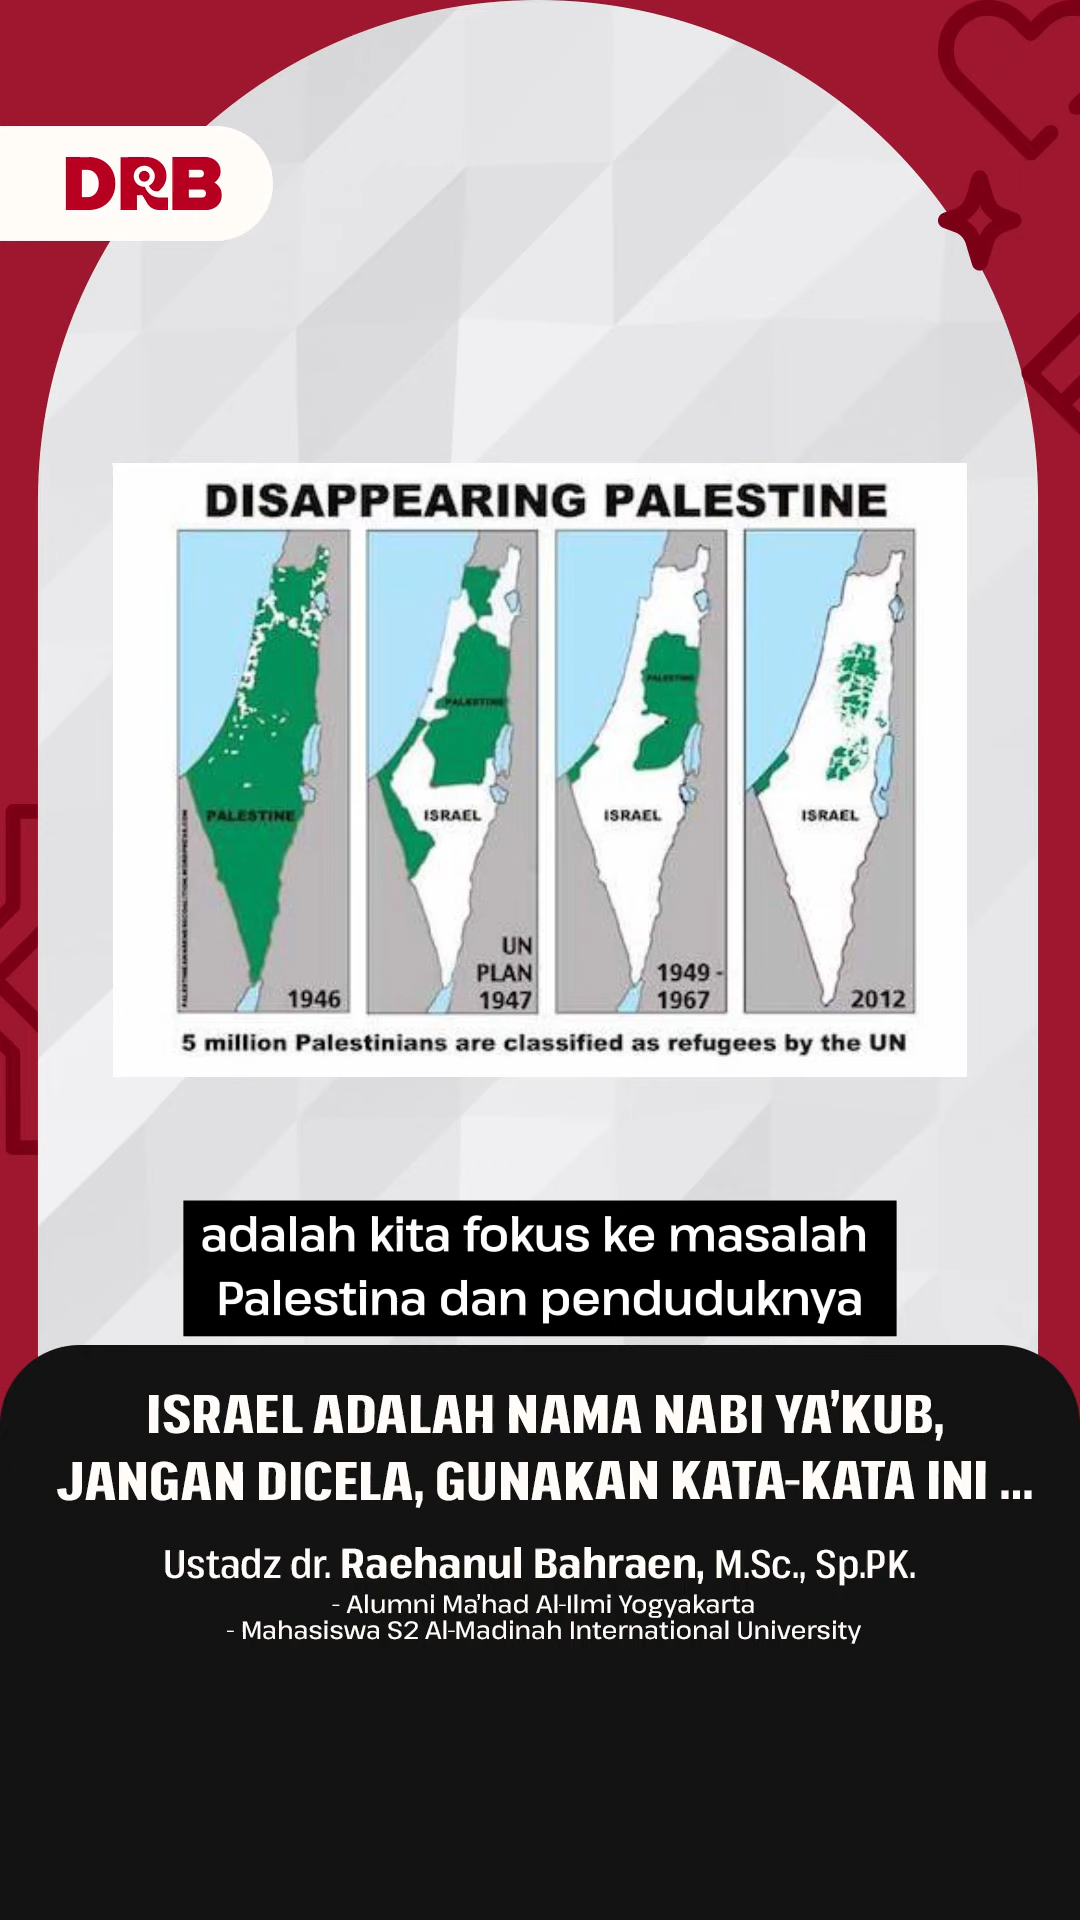 DRB
DISAPPEARING PALESTINE
PALESTINE
1946
PALESTINE
ISRAEL
UN
PLAN
1947
PALESTINE
ISRAEL
1949 -
1967
ISRAEL
2012
5 million Palestinians are classified as refugees by the UN
adalah kita fokus ke masalah
Palestina dan penduduknya
ISRAEL ADALAH NAMA NABI YA'KUB,
JANGAN DICELA, GUNAKAN KATA-KATA INI ...
Ustadz dr. Raehanul Bahraen, M.Sc., Sp.PK.
- Alumni Ma'had Al-Ilmi Yogyakarta
- Mahasiswa S2 Al-Madinah International University